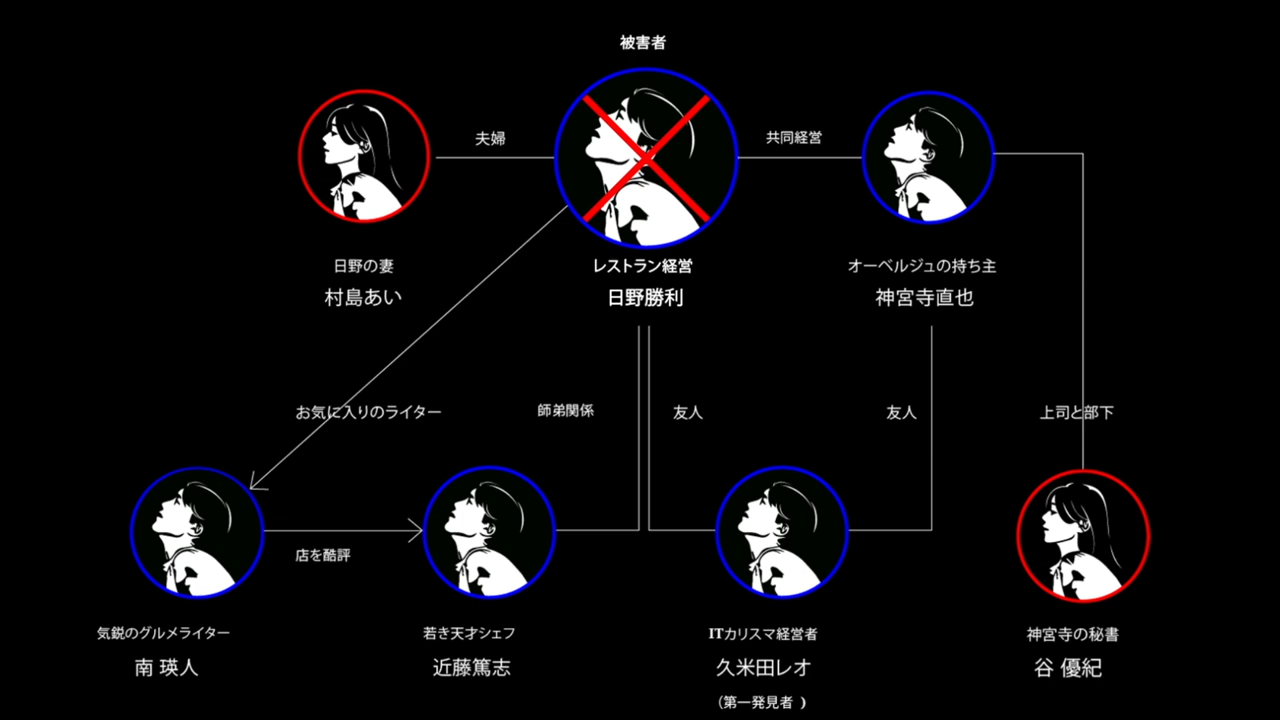 被害者
夫婦
共同経営
日野の妻
村島あい
レストラン経営
日野勝利
オーベルジュの持ち主
神宮寺直也
お気に入りのライター
師弟関係
友人
友人
上司と部下
店を酷評
気鋭のグルメライター
南 瑛人
若き天才シェフ
近藤篤志
ITカリスマ経営者
久米田レオ
（第一発見者 ）
神宮寺の秘書
谷 優紀